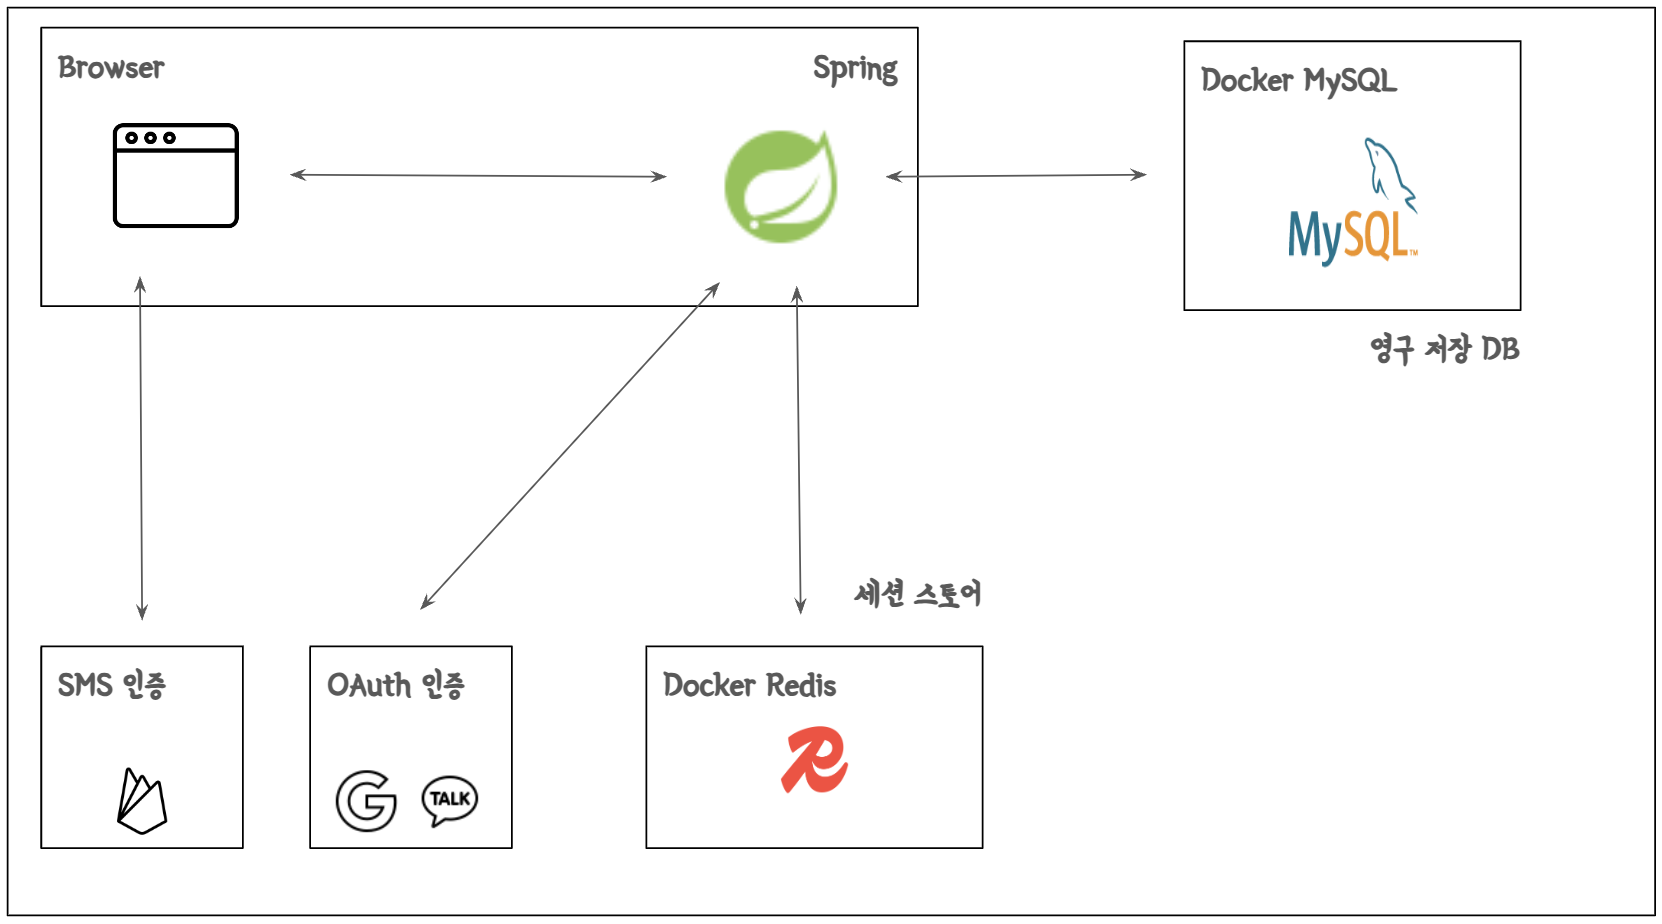 Browser
Spring
Docker MySQL
MySQL™
영구 저장 DB
세션 스토어
SMS 인증
OAuth 인증
G
TALK
Docker Redis
R